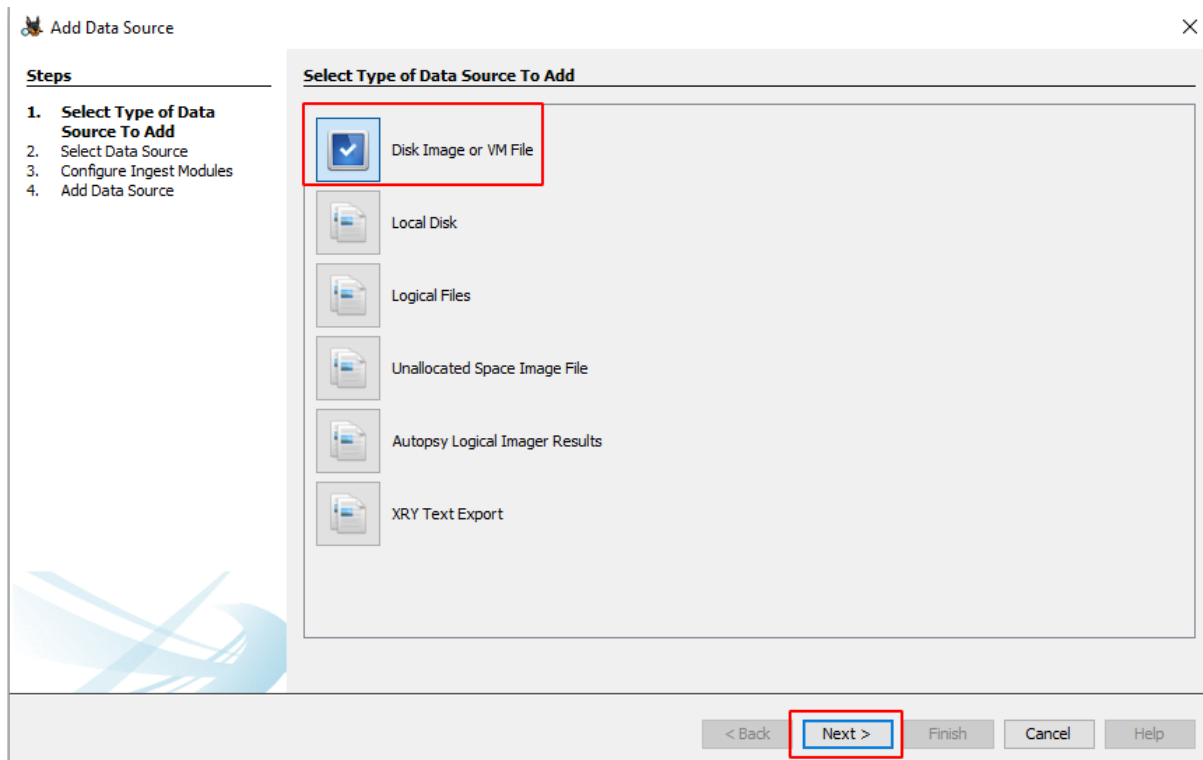 Add Data Source
Steps
1. Select Type of Data
Source To Add
2. Select Data Source
3. Configure Ingest Modules
4. Add Data Source
Select Type of Data Source To Add
Disk Image or VM File
Local Disk
Logical Files
Unallocated Space Image File
Autopsy Logical Imager Results
XRY Text Export
< Back Next > Finish Cancel Help